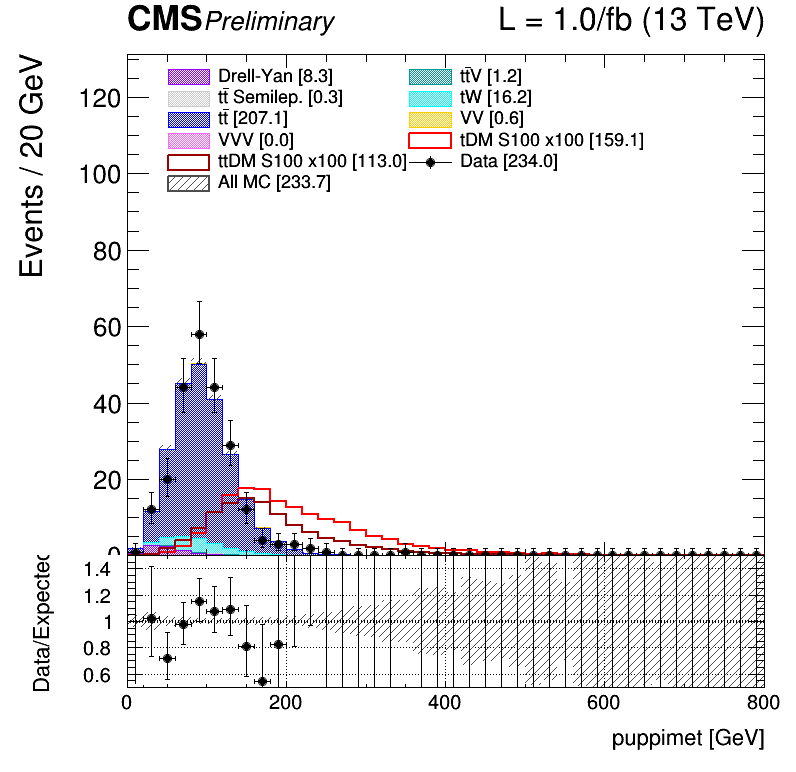 CMS Preliminary L = 1.0/fb (13 TeV)
Events / 20 GeV
Drell-Yan [8.3]
tt̄ Semilep. [0.3]
tt̄ [207.1]
VVV [0.0]
ttDM S100 x100 [113.0]
All MC [233.7]
tt̄V [1.2]
tW [16.2]
VV [0.6]
tDM S100 x100 [159.1]
Data [234.0]
120
100
80
60
40
20
0
Data/Expected
1.4
1.2
1
0.8
0.6
0 200 400 600 800
puppimet [GeV]